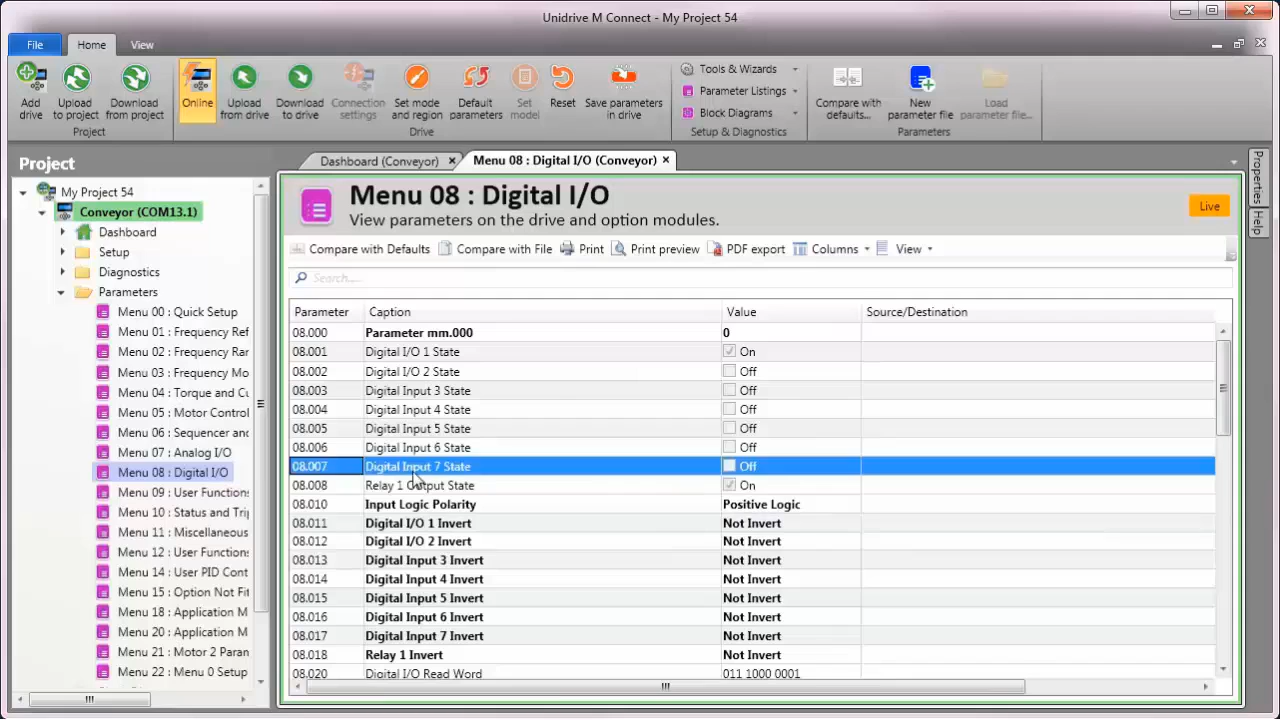 Unidrive M Connect - My Project 54
File Home View
Add drive
Upload to project
Download from project
Online
Upload from drive
Download to drive
Connection settings
Set mode and region
Default parameters
Set model
Reset
Save parameters in drive
Tools & Wizards
Parameter Listings
Block Diagrams
Compare with defaults...
New parameter file
Load parameter file...
Project
Drive
Setup & Diagnostics
Parameters
Project
Dashboard (Conveyor)
Menu 08 : Digital I/O (Conveyor)
Properties
Help
My Project 54
Conveyor (COM13.1)
Dashboard
Setup
Diagnostics
Parameters
Menu 00 : Quick Setup
Menu 01 : Frequency Ref
Menu 02 : Frequency Rar
Menu 03 : Frequency Mo
Menu 04 : Torque and Cu
Menu 05 : Motor Control
Menu 06 : Sequencer and
Menu 07 : Analog I/O
Menu 08 : Digital I/O
Menu 09 : User Functions
Menu 10 : Status and Trip
Menu 11 : Miscellaneous
Menu 12 : User Functions
Menu 14 : User PID Cont
Menu 15 : Option Not Fit
Menu 18 : Application M
Menu 20 : Application M
Menu 21 : Motor 2 Paran
Menu 22 : Menu 0 Setup
Menu 08 : Digital I/O
View parameters on the drive and option modules.
Live
Compare with Defaults Compare with File Print Print preview PDF export Columns View
Search.....
Parameter Caption Value Source/Destination
08.000 Parameter mm.000 0
08.001 Digital I/O 1 State On
08.002 Digital I/O 2 State Off
08.003 Digital Input 3 State Off
08.004 Digital Input 4 State Off
08.005 Digital Input 5 State Off
08.006 Digital Input 6 State Off
08.007 Digital Input 7 State Off
08.008 Relay 1 Output State On
08.010 Input Logic Polarity Positive Logic
08.011 Digital I/O 1 Invert Not Invert
08.012 Digital I/O 2 Invert Not Invert
08.013 Digital Input 3 Invert Not Invert
08.014 Digital Input 4 Invert Not Invert
08.015 Digital Input 5 Invert Not Invert
08.016 Digital Input 6 Invert Not Invert
08.017 Digital Input 7 Invert Not Invert
08.018 Relay 1 Invert Not Invert
08.020 Digital I/O Read Word 011 1000 0001